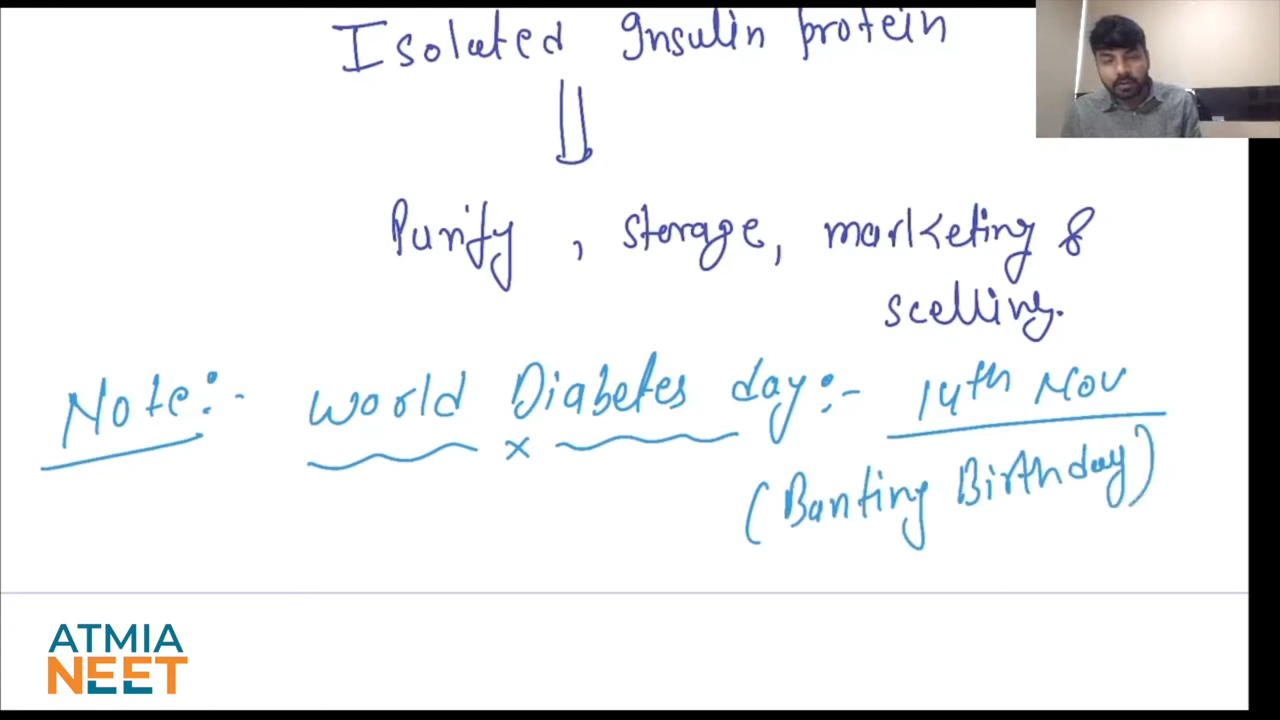 Isolated Insulin protein
Purify, storage, marketing &
scelling.
Note:- World Diabetes day:- 14th Nov
(Banting Birthday)
ATMIA
NEET